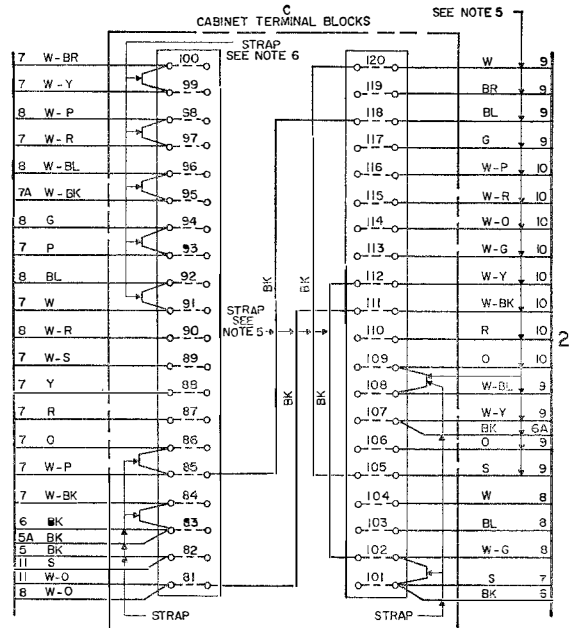 C
CABINET TERMINAL BLOCKS
SEE NOTE 5
STRAP
SEE NOTE 6
7 W-BR 100
7 W-Y 99
8 W-P 98
7 W-R 97
8 W-BL 96
7A W-BK 95
8 G 94
7 P 93
8 BL 92
7 W 91
8 W-R 90
7 W-S 89
7 Y 88
7 R 87
7 O 86
7 W-P 85
7 W-BK 84
6 BK 83
5A BK
5 BK 82
11 S
11 W-O 81
8 W-O
STRAP
BK
BK
STRAP
SEE
NOTE 5
BK
BK
120 W 9
119 BR 9
118 BL 9
117 G 9
116 W-P 10
115 W-R 10
114 W-O 10
113 W-G 10
112 W-Y 10
111 W-BK 10
110 R 10
109 O 10
108 W-BL 9
107 W-Y 9
BK 6A
106 O 9
105 S 9
104 W 8
103 BL 8
102 W-G 8
101 S 7
BK 6
STRAP
2